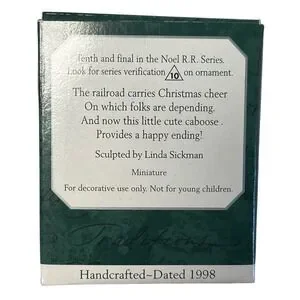 Tenth and final in the Noel R.R. Series.
Look for series verification 10 on ornament.
The railroad carries Christmas cheer
On which folks are depending.
And now this little cute caboose
Provides a happy ending!
Sculpted by Linda Sickman
Miniature
For decorative use only. Not for young children.
Handcrafted~Dated 1998